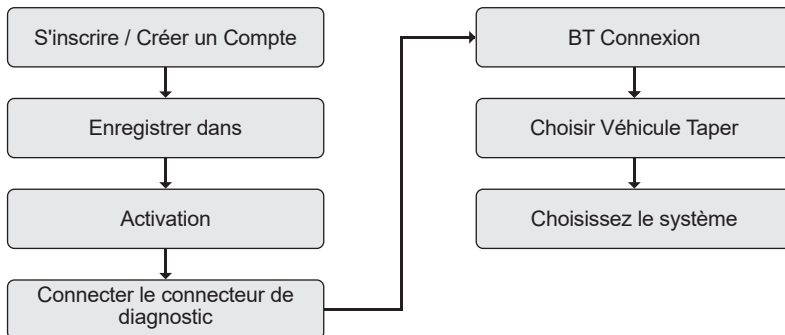 S'inscrire / Créer un Compte
Enregistrer dans
Activation
Connecter le connecteur de
diagnostic
BT Connexion
Choisir Véhicule Taper
Choisissez le système